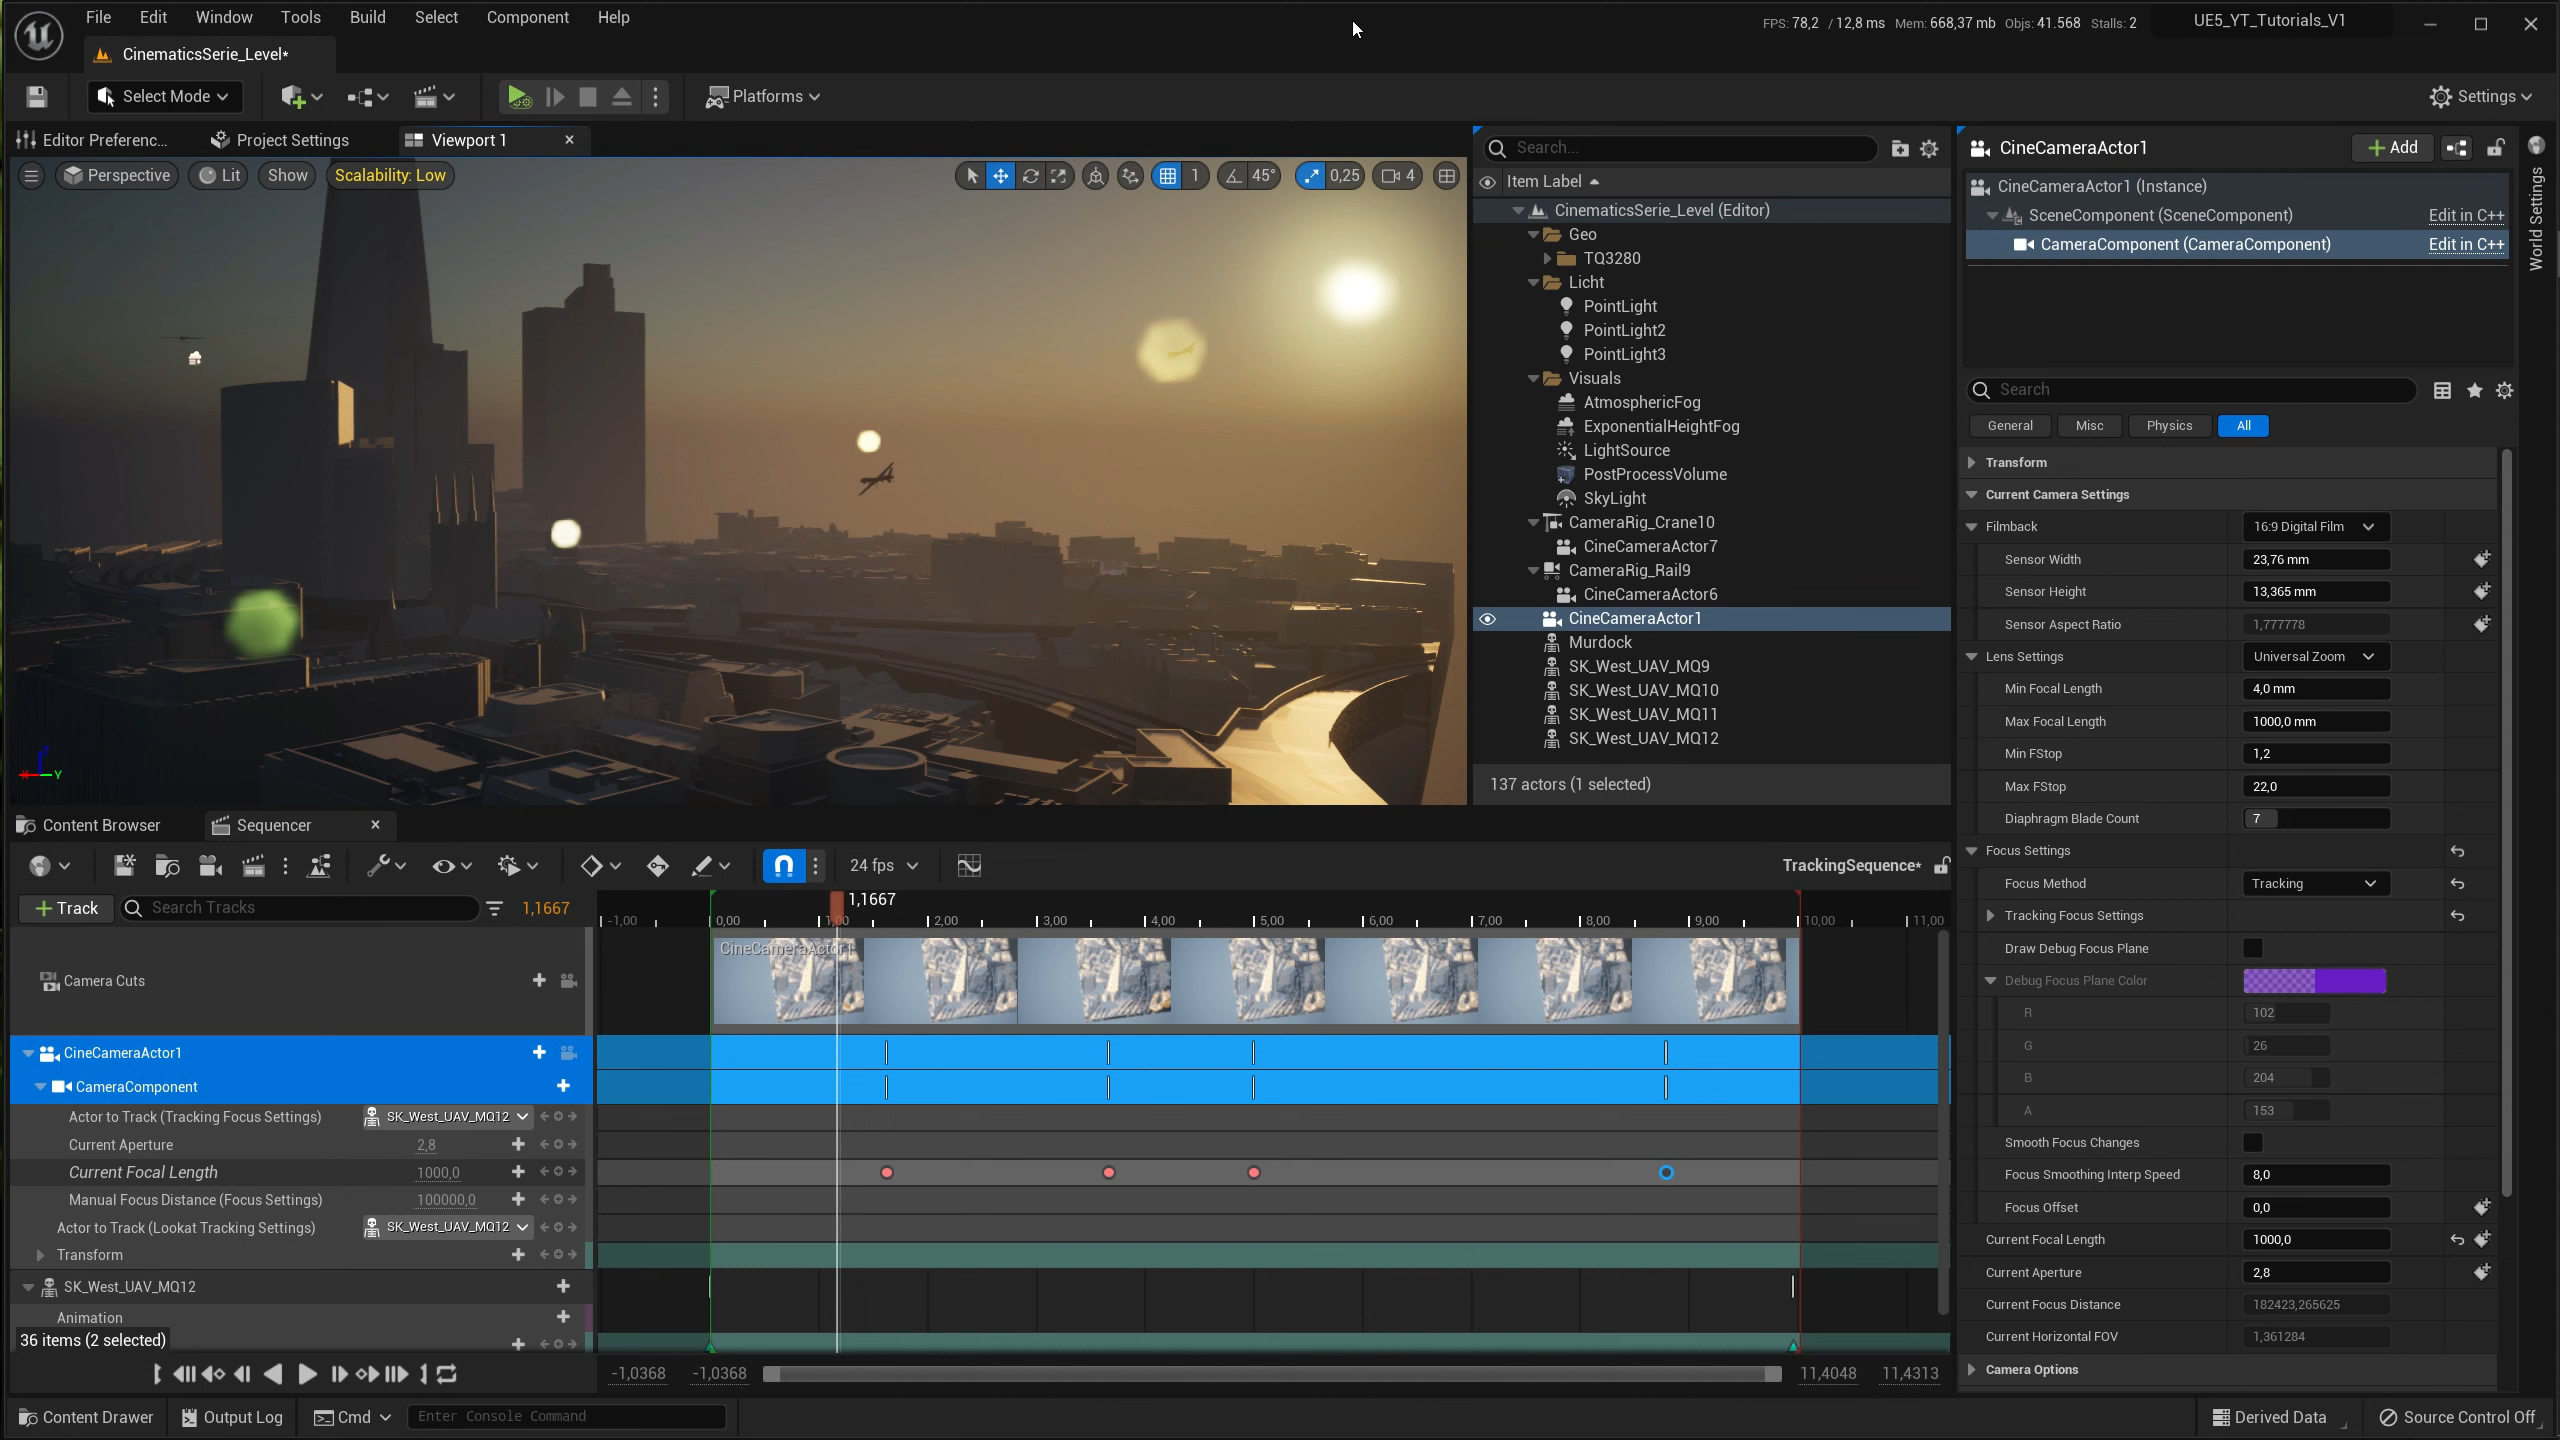 File Edit Window Tools Build Select Component Help
FPS: 78,2 / 12,8 ms Mem: 668,37 mb Objs: 41.568 Stalls: 2
UE5_YT_Tutorials_V1
CinematicsSerie_Level*
Select Mode
Platforms
Settings
Editor Preferenc...
Project Settings
Viewport 1
Perspective
Lit
Show
Scalability: Low
1
45°
0,25
4
X
Y
Search...
Item Label
CinematicsSerie_Level (Editor)
Geo
TQ3280
Licht
PointLight
PointLight2
PointLight3
Visuals
AtmosphericFog
ExponentialHeightFog
LightSource
PostProcessVolume
SkyLight
CameraRig_Crane10
CineCameraActor7
CameraRig_Rail9
CineCameraActor6
CineCameraActor1
Murdock
SK_West_UAV_MQ9
SK_West_UAV_MQ10
SK_West_UAV_MQ11
SK_West_UAV_MQ12
137 actors (1 selected)
CineCameraActor1
Add
CineCameraActor1 (Instance)
SceneComponent (SceneComponent) Edit in C++
CameraComponent (CameraComponent) Edit in C++
World Settings
Search
General Misc Physics All
Transform
Current Camera Settings
Filmback 16:9 Digital Film
Sensor Width 23,76 mm
Sensor Height 13,365 mm
Sensor Aspect Ratio 1,777778
Lens Settings Universal Zoom
Min Focal Length 4,0 mm
Max Focal Length 1000,0 mm
Min FStop 1,2
Max FStop 22,0
Diaphragm Blade Count 7
Focus Settings
Focus Method Tracking
Tracking Focus Settings
Draw Debug Focus Plane
Debug Focus Plane Color
R 102
G 26
B 204
A 153
Smooth Focus Changes
Focus Smoothing Interp Speed 8,0
Focus Offset 0,0
Current Focal Length 1000,0
Current Aperture 2,8
Current Focus Distance 182423,265625
Current Horizontal FOV 1,361284
Camera Options
Content Browser
Sequencer
24 fps
TrackingSequence*
Track
Search Tracks
1,1667
1,1667
-1,00 0,00 1,00 2,00 3,00 4,00 5,00 6,00 7,00 8,00 9,00 10,00 11,00
CineCameraActor1
Camera Cuts
CineCameraActor1
CameraComponent
Actor to Track (Tracking Focus Settings) SK_West_UAV_MQ12
Current Aperture 2,8
Current Focal Length 1000,0
Manual Focus Distance (Focus Settings) 100000,0
Actor to Track (Lookat Tracking Settings) SK_West_UAV_MQ12
Transform
SK_West_UAV_MQ12
Animation
36 items (2 selected)
-1,0368 -1,0368 11,4048 11,4313
Content Drawer
Output Log
Cmd
Enter Console Command
Derived Data
Source Control Off